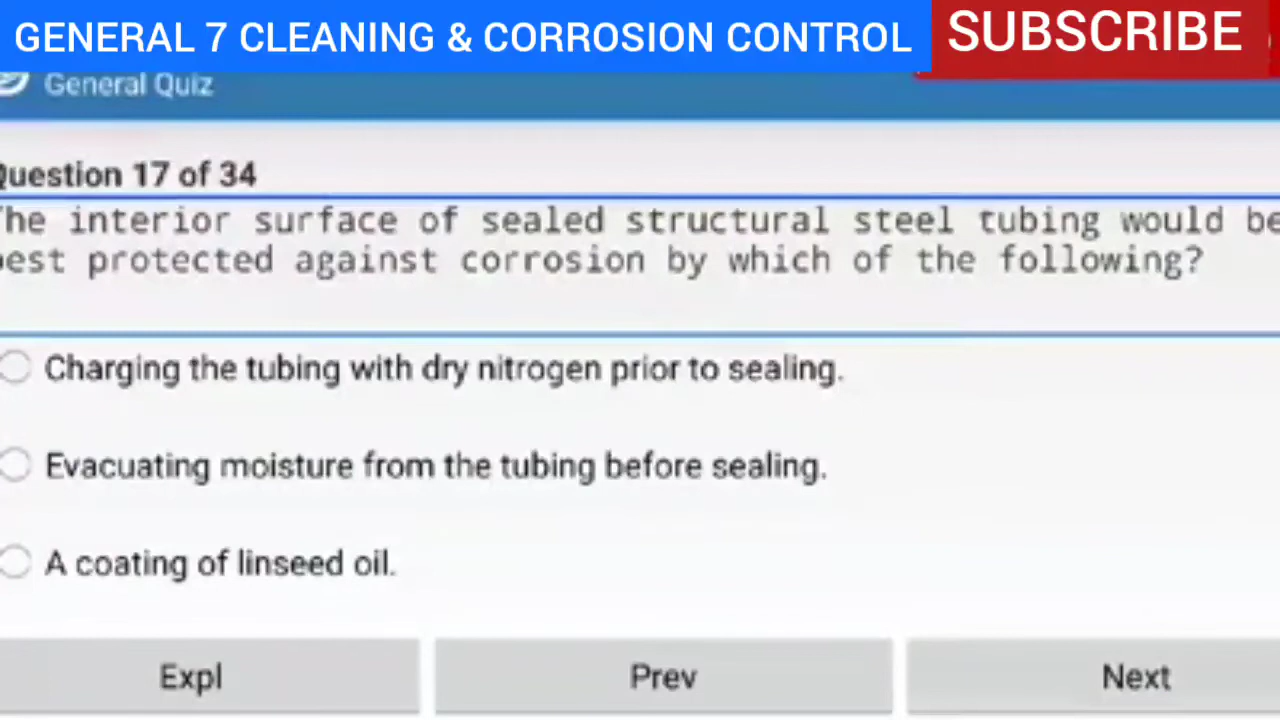 GENERAL 7 CLEANING & CORROSION CONTROL SUBSCRIBE
General Quiz
Question 17 of 34
The interior surface of sealed structural steel tubing would be
best protected against corrosion by which of the following?
Charging the tubing with dry nitrogen prior to sealing.
Evacuating moisture from the tubing before sealing.
A coating of linseed oil.
Expl Prev Next